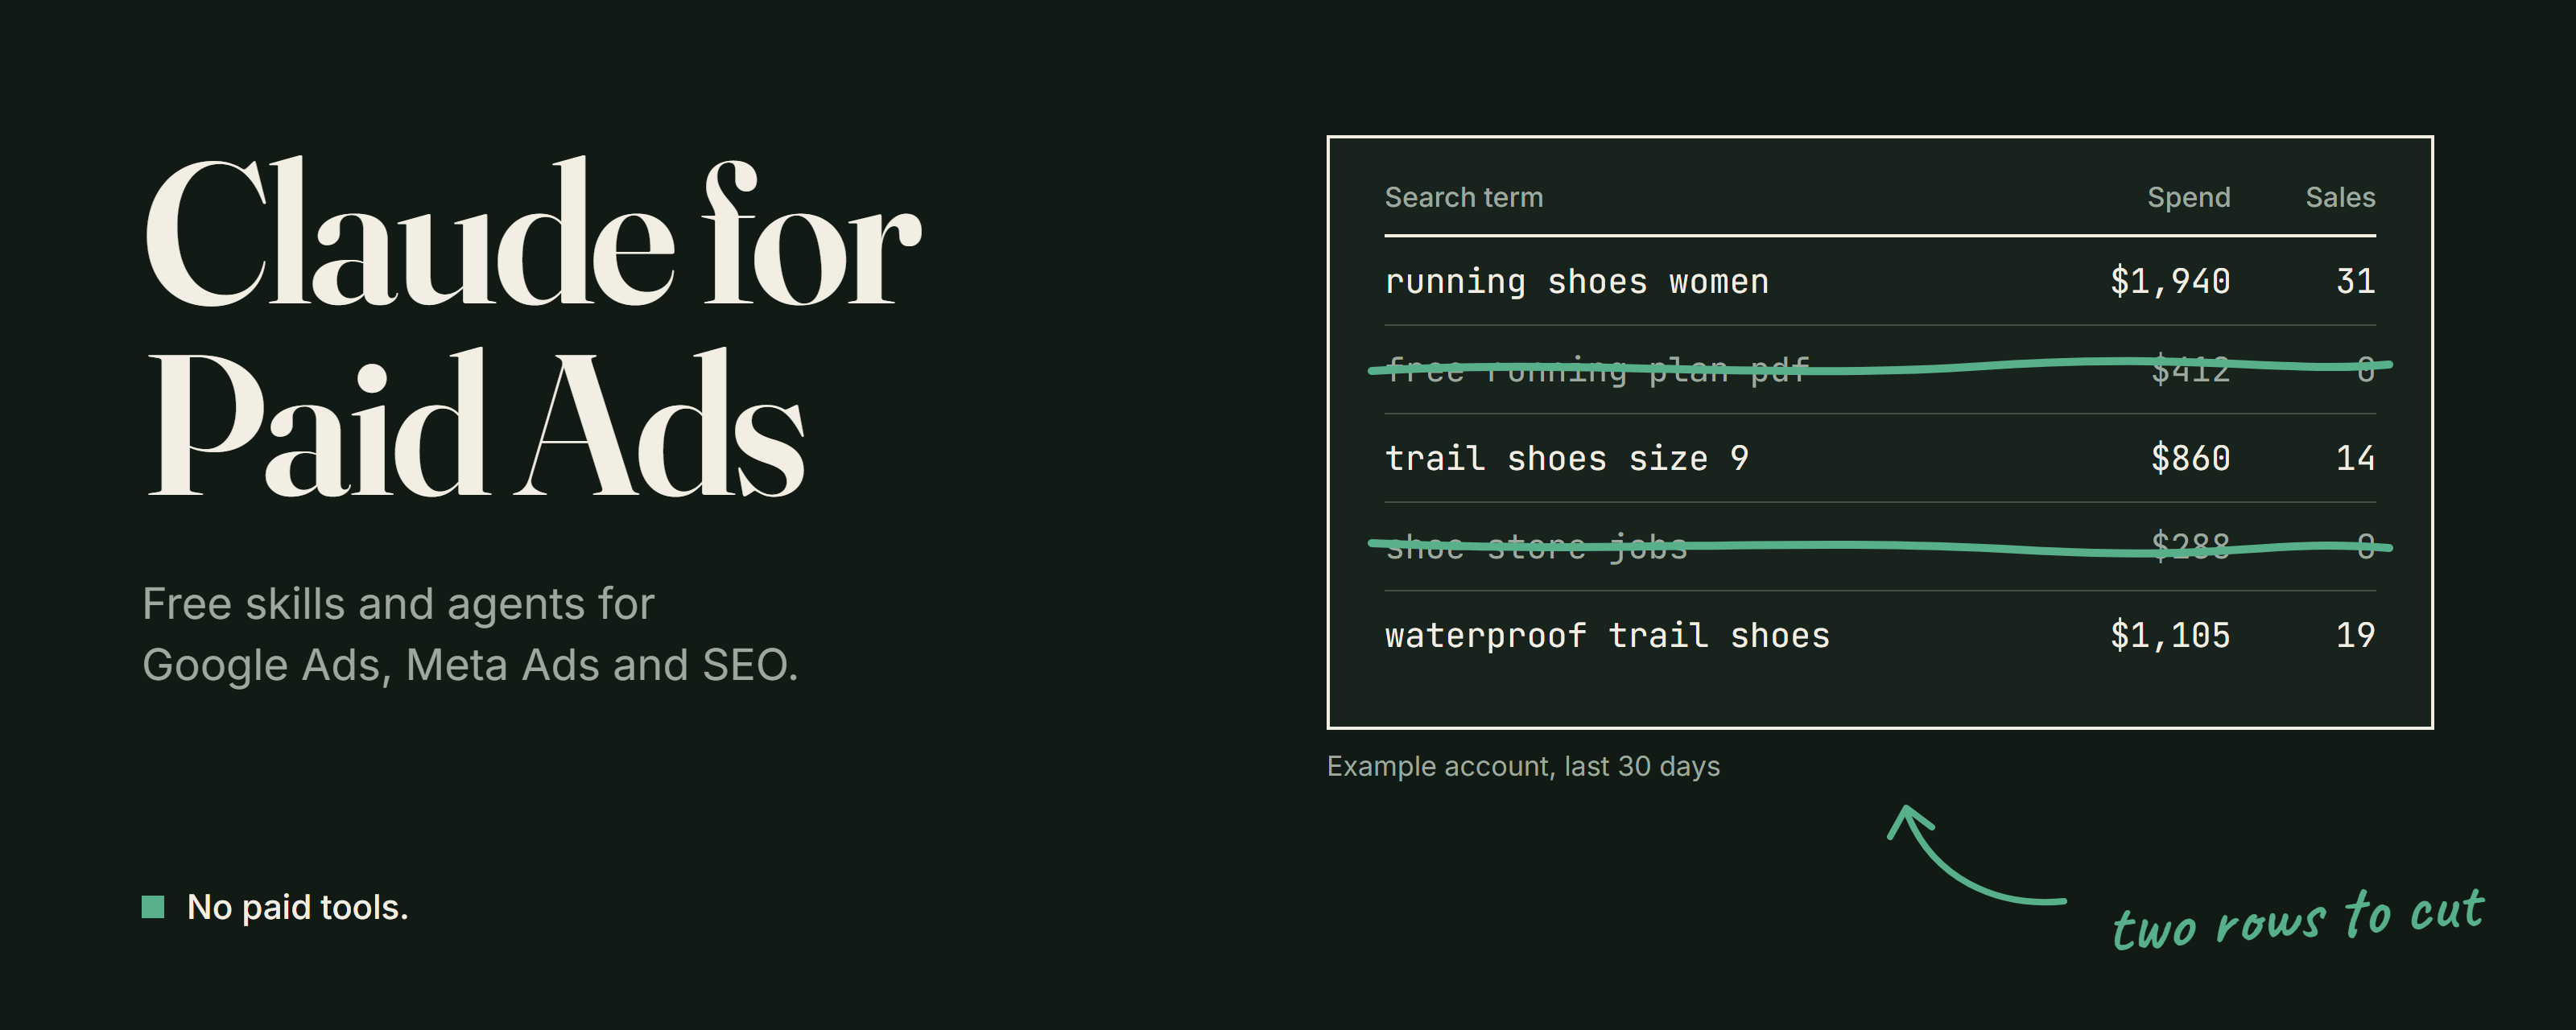 Claude for
Paid Ads
Free skills and agents for
Google Ads, Meta Ads and SEO.
No paid tools.
Search term Spend Sales
running shoes women $1,940 31
free running plan pdf $412 0
trail shoes size 9 $860 14
shoe store jobs $288 0
waterproof trail shoes $1,105 19
Example account, last 30 days
two rows to cut